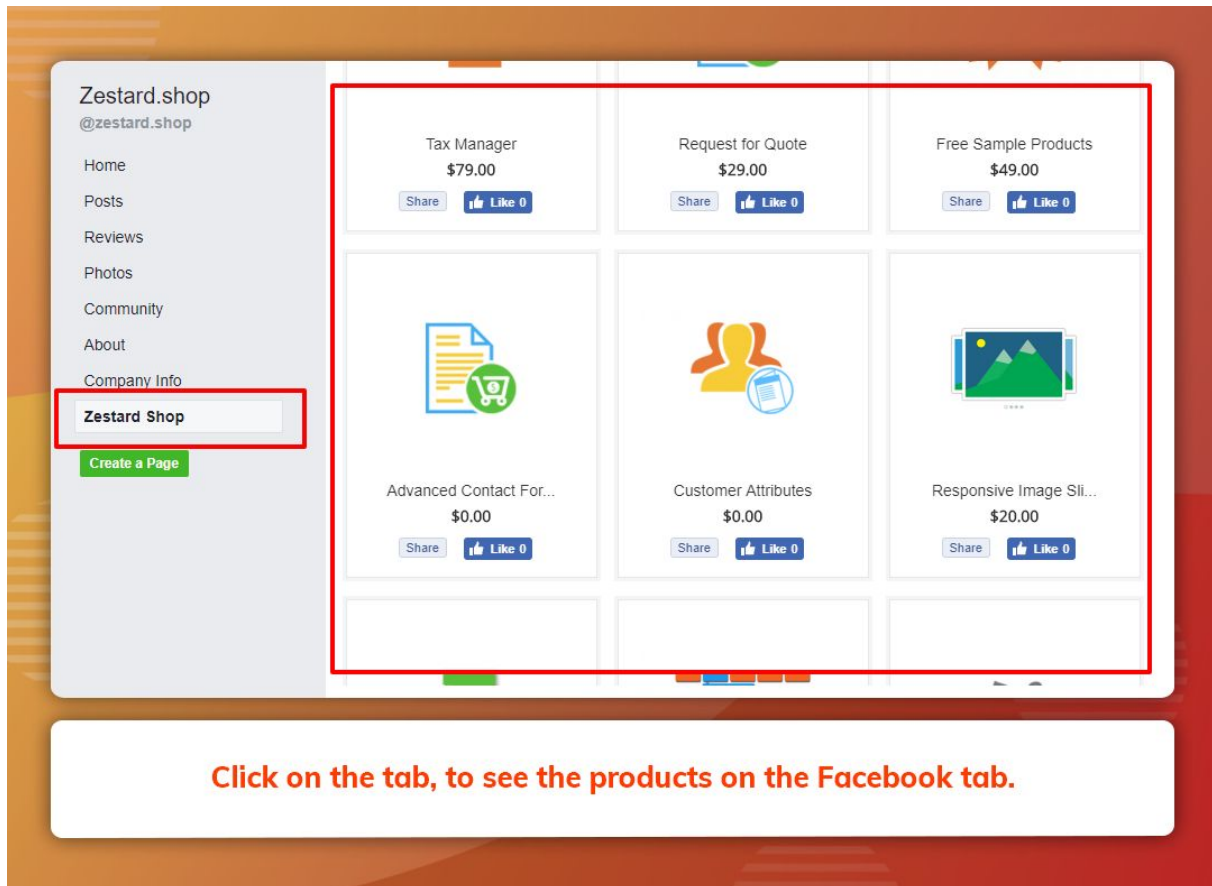 Zestard.shop
@zestard.shop
Home
Posts
Reviews
Photos
Community
About
Company Info
Zestard Shop
Create a Page
Tax Manager
$79.00
Share Like 0
Request for Quote
$29.00
Share Like 0
Free Sample Products
$49.00
Share Like 0
Advanced Contact For...
$0.00
Share Like 0
Customer Attributes
$0.00
Share Like 0
Responsive Image Sli...
$20.00
Share Like 0
Click on the tab, to see the products on the Facebook tab.